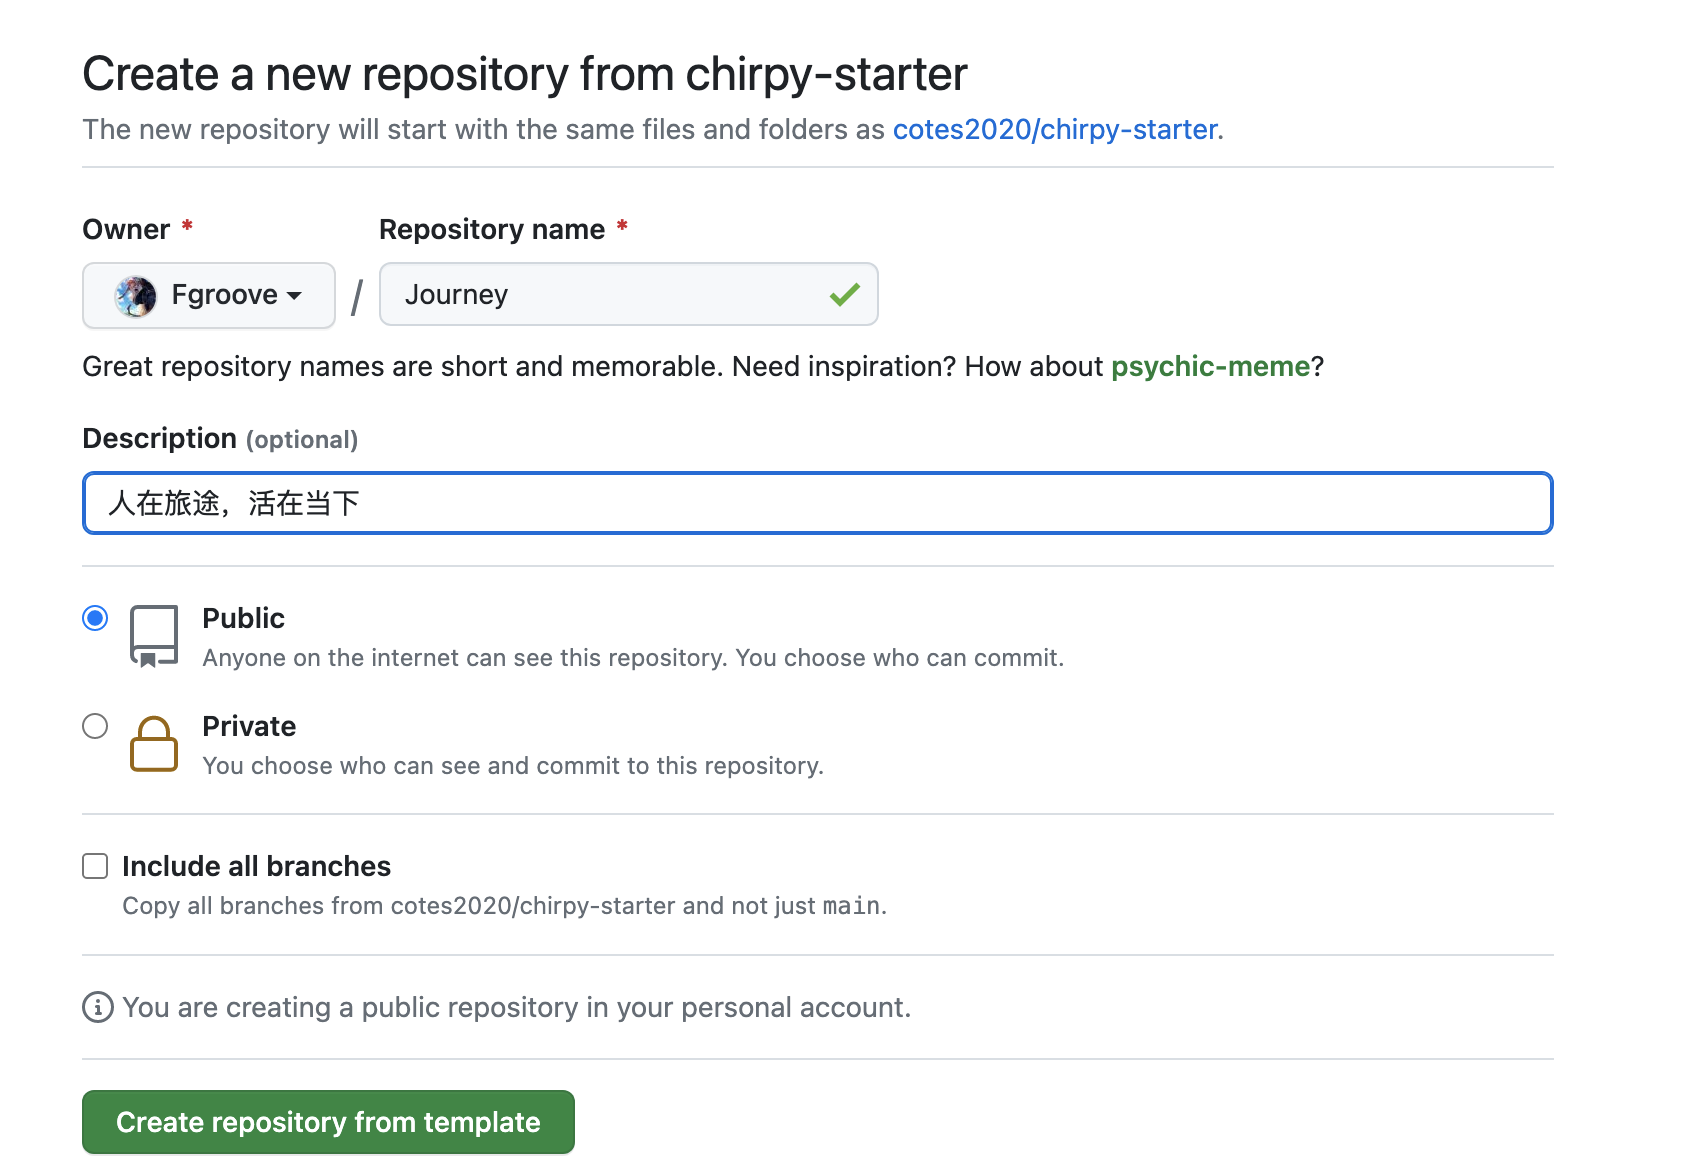 Create a new repository from chirpy-starter
The new repository will start with the same files and folders as cotes2020/chirpy-starter.
Owner * Repository name *
Fgroove / Journey
Great repository names are short and memorable. Need inspiration? How about psychic-meme?
Description (optional)
人在旅途，活在当下
Public
Anyone on the internet can see this repository. You choose who can commit.
Private
You choose who can see and commit to this repository.
Include all branches
Copy all branches from cotes2020/chirpy-starter and not just main.
You are creating a public repository in your personal account.
Create repository from template